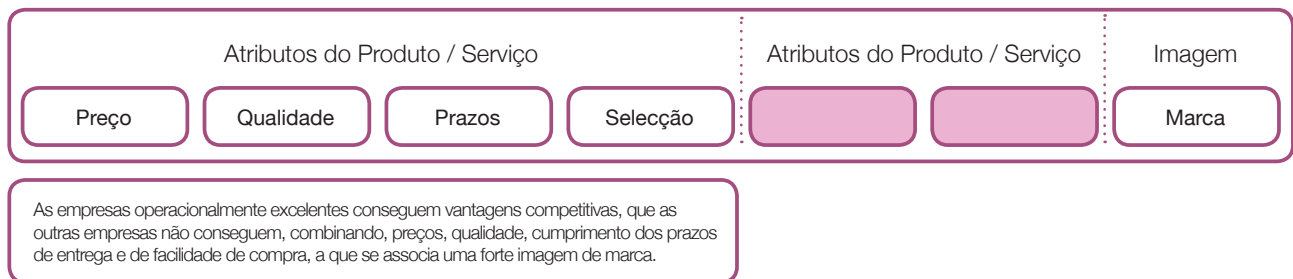 Atributos do Produto / Serviço
Atributos do Produto / Serviço
Imagem
Preço
Qualidade
Prazos
Selecção
Marca
As empresas operacionalmente excelentes conseguem vantagens competitivas, que as
outras empresas não conseguem, combinando, preços, qualidade, cumprimento dos prazos
de entrega e de facilidade de compra, a que se associa uma forte imagem de marca.